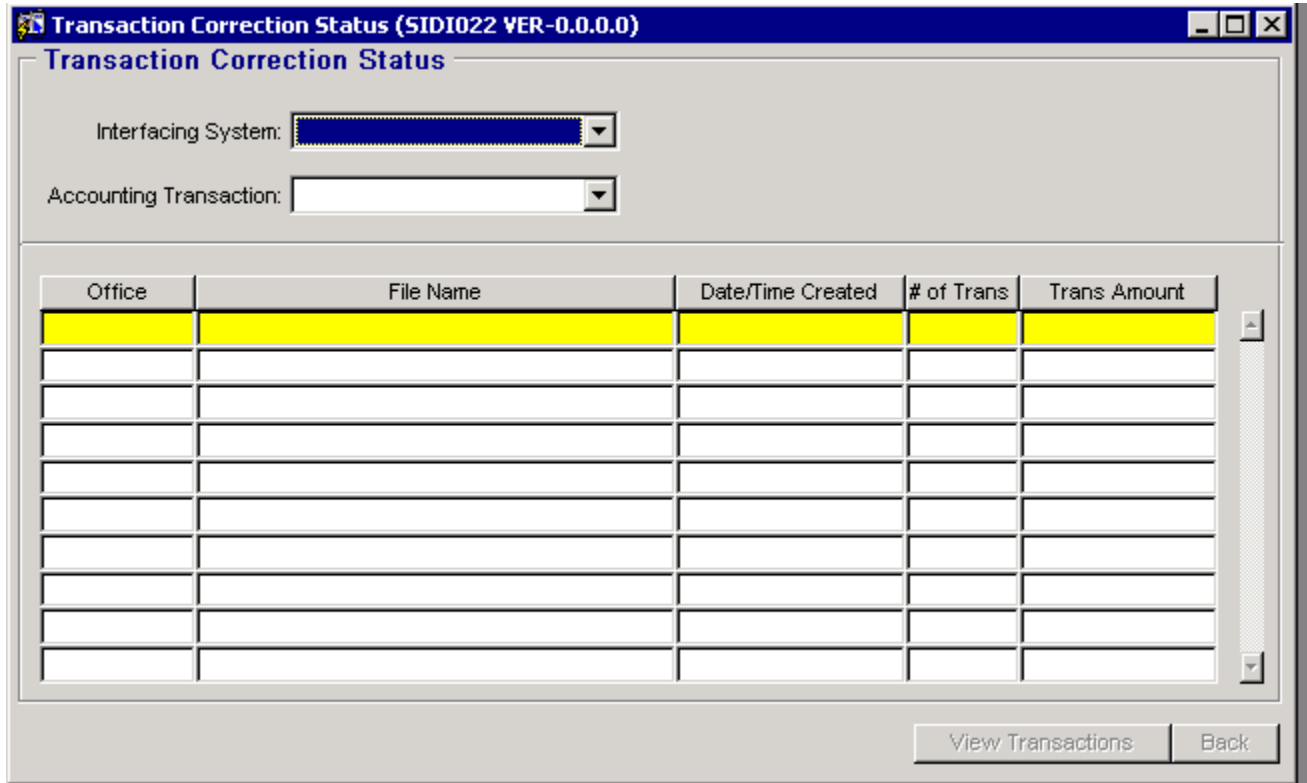 Transaction Correction Status (SIDI022 VER-0.0.0.0)
Transaction Correction Status
Interfacing System:
Accounting Transaction:
Office File Name Date/Time Created # of Trans Trans Amount
View Transactions Back